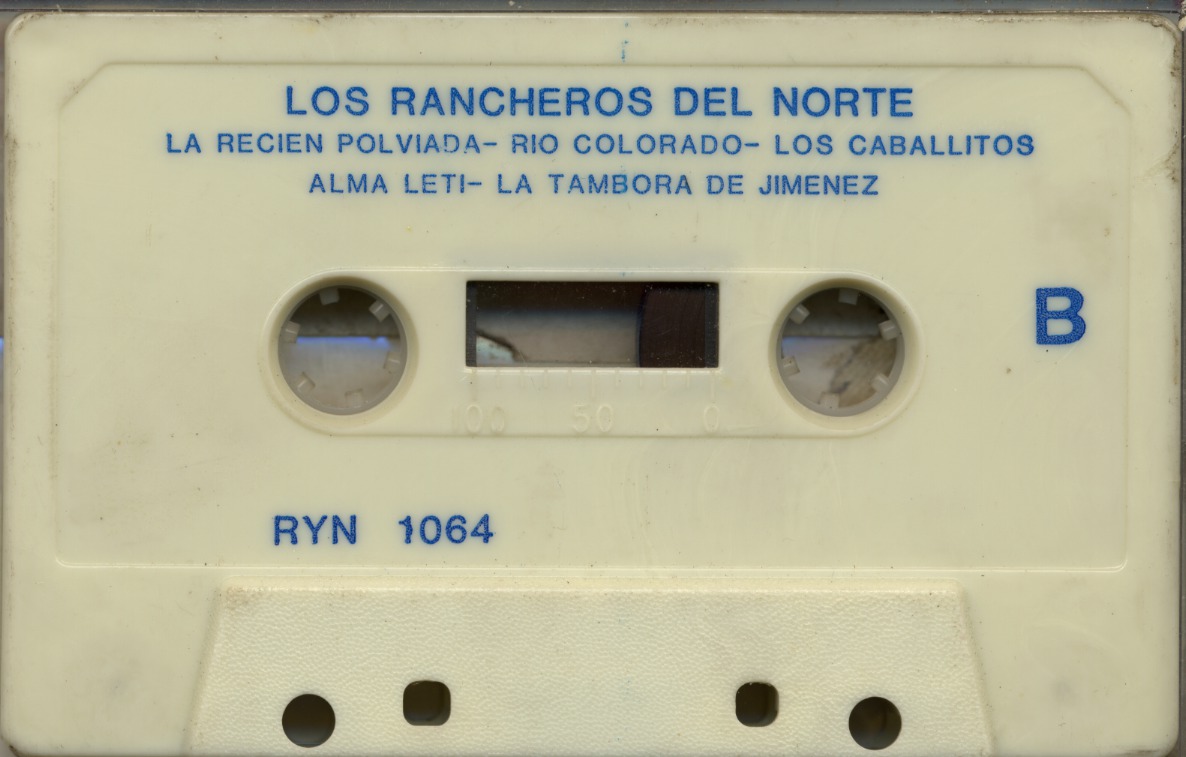 LOS RANCHEROS DEL NORTE
LA RECIEN POLVIADA- RIO COLORADO- LOS CABALLITOS
ALMA LETI- LA TAMBORA DE JIMENEZ
B
100 50 0
RYN 1064